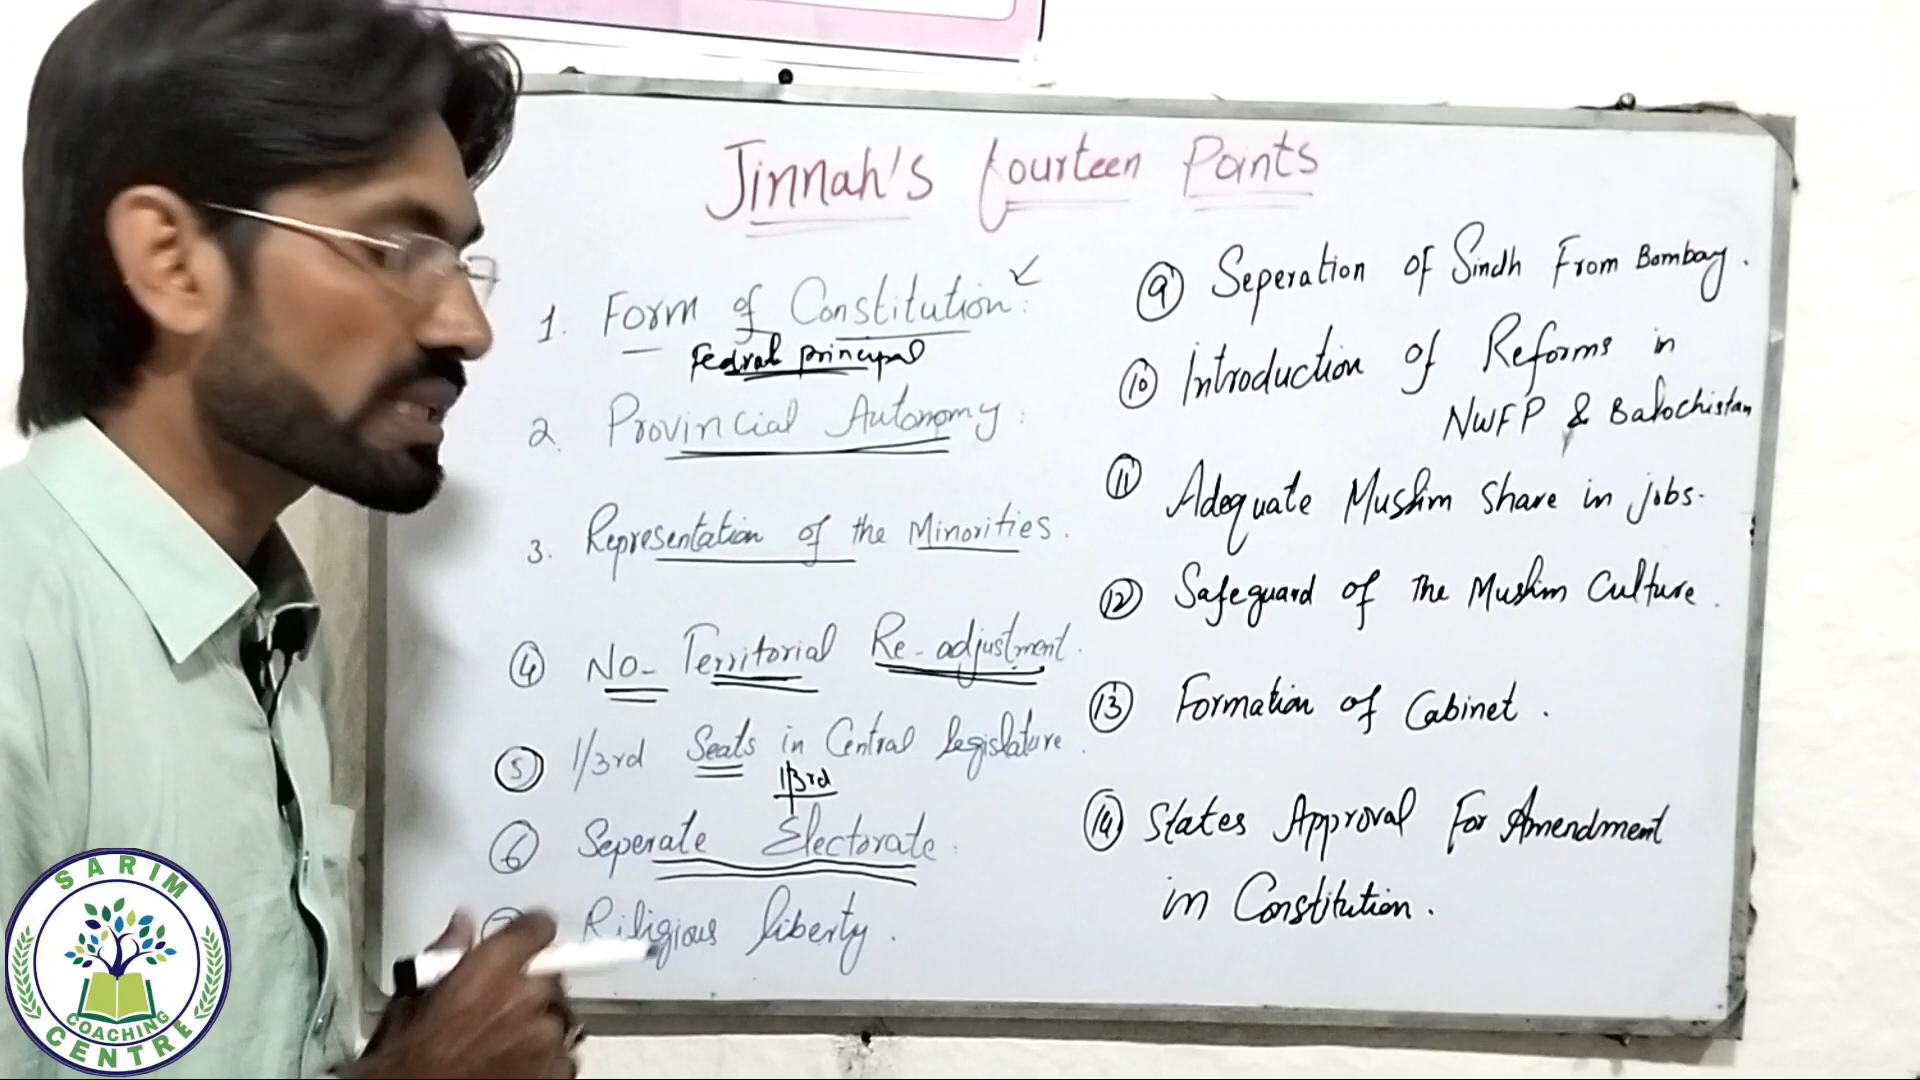 Jinnah's fourteen Points
1. Form of Constitution:
Fedral principal
2. Provincial Autonomy:
3. Representation of the Minorities.
4 No- Territorial Re-adjustment.
5 1/3rd Seats in Central legislature.
1/3rd
6 Seperate Electorate:
Riligious liberty.
9 Seperation of Sindh From Bombay.
10 Introduction of Reforms in
NWFP & Balochistan
11 Adequate Muslim Share in jobs.
12 Safeguard of The Muslim Culture.
13 Formation of Cabinet.
14 States Approval For Amendment
in Constitution.
SARIM
COACHING
CENTRE